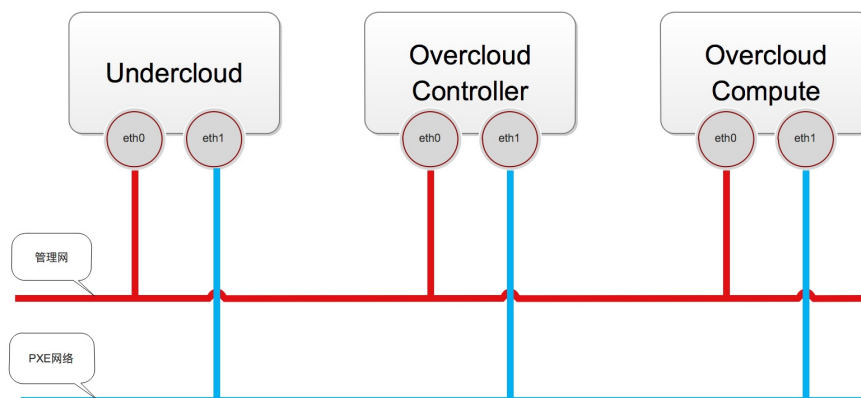 Undercloud
Overcloud
Controller
Overcloud
Compute
eth0
eth1
eth0
eth1
eth0
eth1
管理网
PXE网络